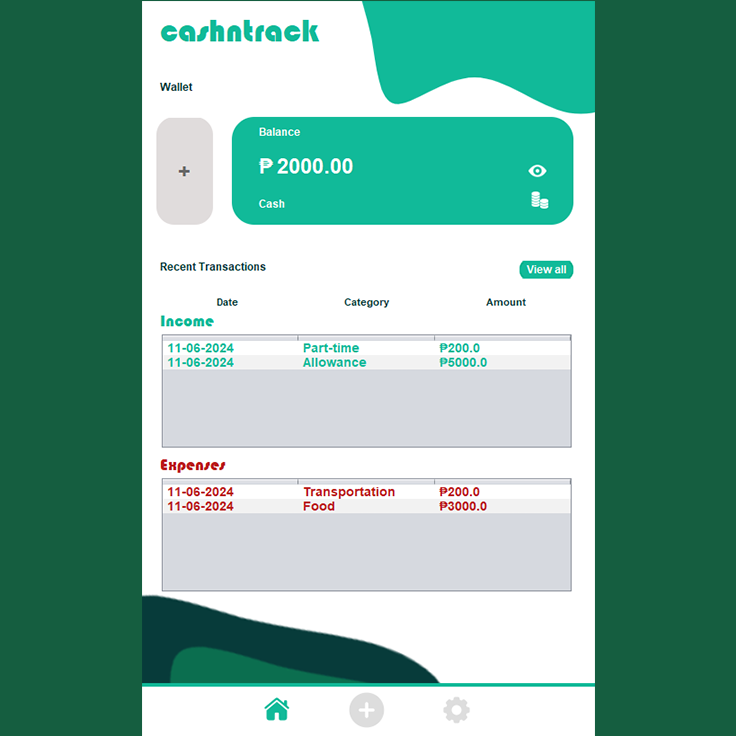 cashntrack
Wallet
+
Balance
₱ 2000.00
Cash
Recent Transactions
View all
Date Category Amount
Income
11-06-2024 Part-time ₱200.0
11-06-2024 Allowance ₱5000.0
Expenses
11-06-2024 Transportation ₱200.0
11-06-2024 Food ₱3000.0